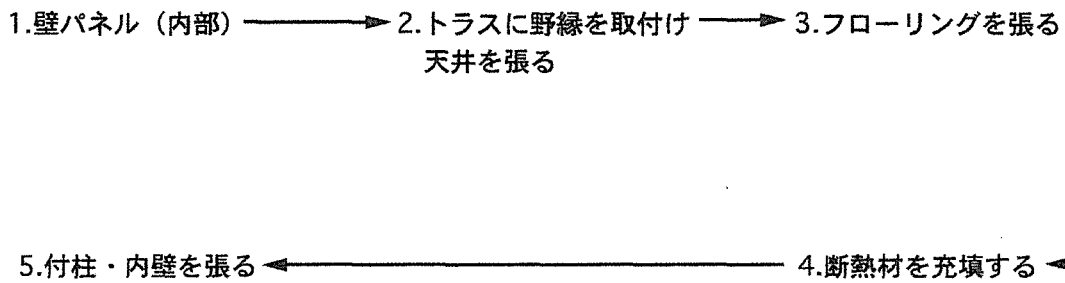 1.壁パネル（内部）
2.トラスに野縁を取付け
天井を張る
3.フローリングを張る
4.断熱材を充填する
5.付柱・内壁を張る